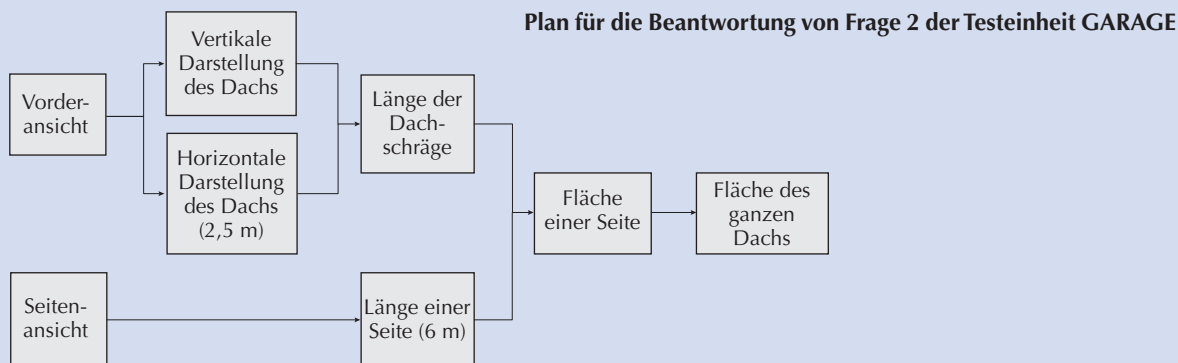 Plan für die Beantwortung von Frage 2 der Testeinheit GARAGE
Vorder-
ansicht
Vertikale
Darstellung
des Dachs
Horizontale
Darstellung
des Dachs
(2,5 m)
Länge der
Dach-
schräge
Fläche
einer Seite
Fläche des
ganzen
Dachs
Seiten-
ansicht
Länge einer
Seite (6 m)